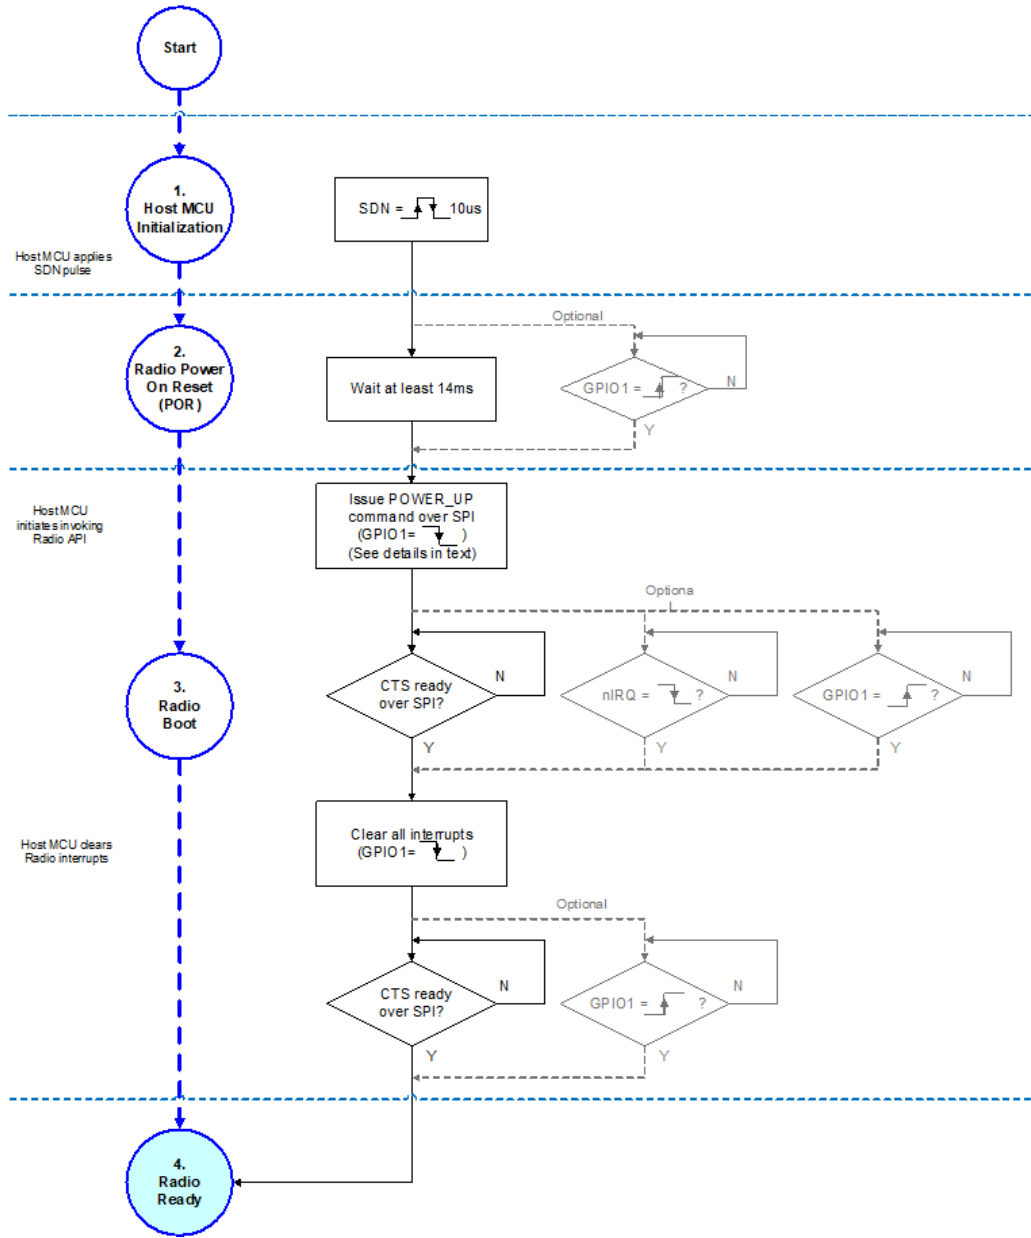 Start
1.
Host MCU
Initialization
SDN = 10us
Host MCU applies
SDN pulse
Optional
2.
Radio Power
On Reset
(POR)
Wait at least 14ms
GPIO1 = ?
N
Y
Host MCU
initiates invoking
Radio API
Issue POWER_UP
command over SPI
(GPIO1= )
(See details in text)
Optiona
l
3.
Radio
Boot
CTS ready
over SPI?
N
Y
nIRQ = ?
N
Y
GPIO1 = ?
N
Y
Host MCU clears
Radio interrupts
Clear all interrupts
(GPIO1= )
Optional
CTS ready
over SPI?
N
Y
GPIO1 = ?
N
Y
4.
Radio
Ready